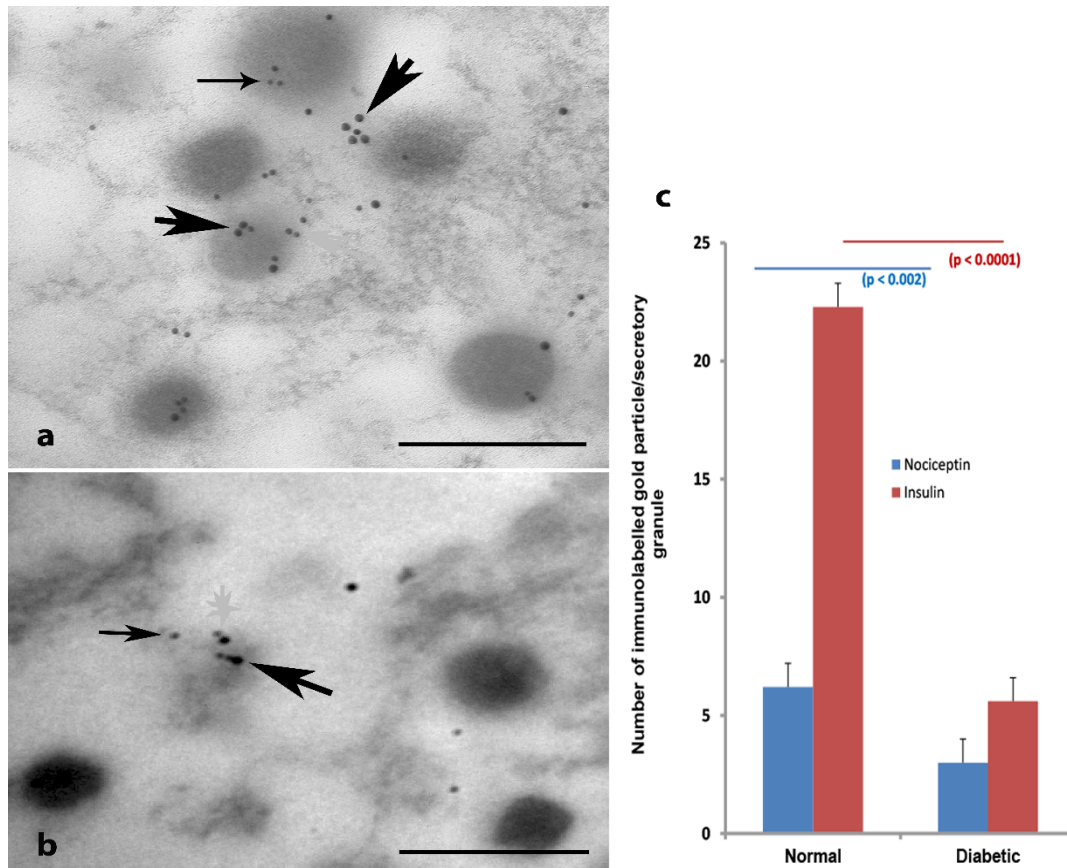 a
b
c
Number of immunolabelled gold particle/secretory
granule
25
20
15
10
5
0
(p < 0.002)
(p < 0.0001)
Nociceptin
Insulin
Normal
Diabetic